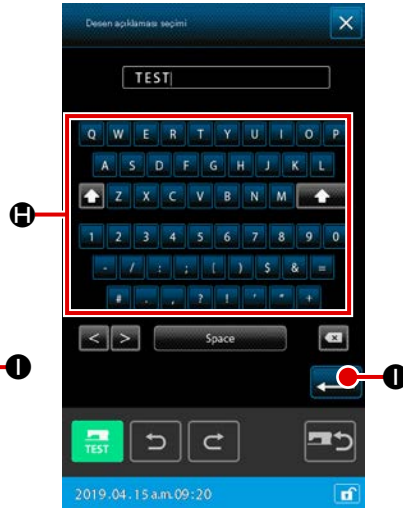 Desen açıklaması seçimi
TEST
Q W E R T Y U I O P
A S D F G H J K L
Z X C V B N M
H
1 2 3 4 5 6 7 8 9 0
- / : ; ( ) $ & =
# . , ? ! ' " +
< > Space
I I
TEST
2019.04.15 a.m. 09:20